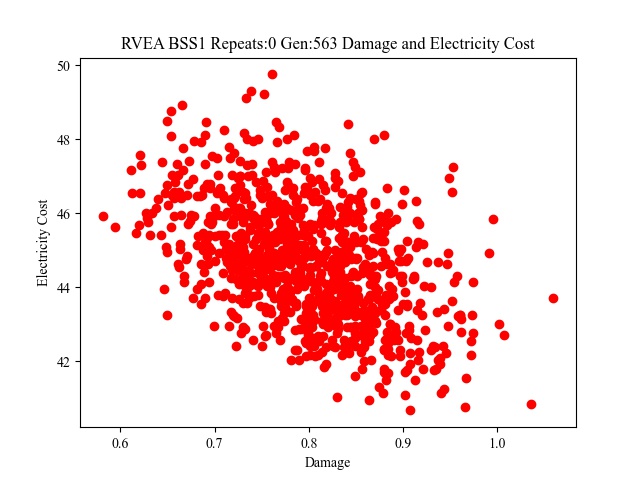 RVEA BSS1 Repeats:0 Gen:563 Damage and Electricity Cost
50
48
46
44
42
Electricity Cost
0.6 0.7 0.8 0.9 1.0
Damage